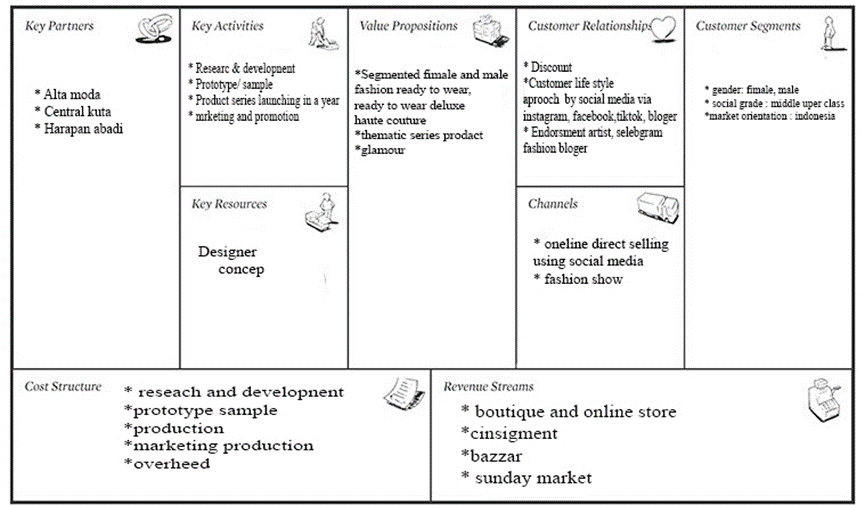 Key Partners
* Alta moda
* Central kuta
* Harapan abadi
Key Activities
* Researc & development
* Prototype/ sample
* Product series launching in a year
* mrketing and promotion
Key Resources
Designer
concep
Value Propositions
*Segmented fimale and male
fashion ready to wear,
ready to wear deluxe
haute couture
*thematic series prodact
*glamour
Customer Relationships
* Discount
*Customer life style
aprooch by social media via
instagram, facebook,tiktok, bloger
* Endorsment artist, selebgram
fashion bloger
Channels
* oneline direct selling
using social media
* fashion show
Customer Segments
* gender: fimale, male
* social grade : middle uper class
*market orientation : indonesia
Cost Structure
* reseach and developnent
*prototype sample
*production
*marketing production
*overheed
Revenue Streams
* boutique and online store
*cinsigment
*bazzar
* sunday market